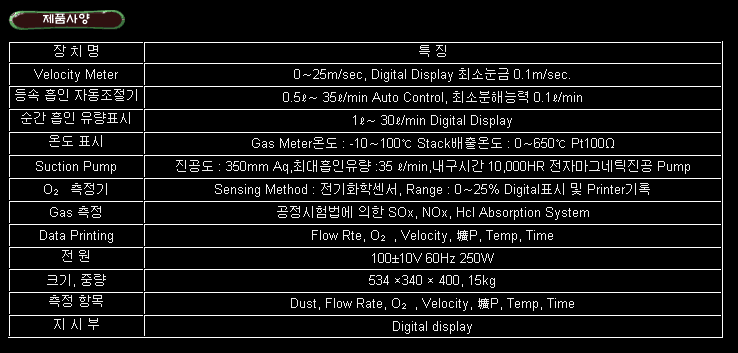 제품사양
장 치 명 특 징
Velocity Meter 0~25m/sec, Digital Display 최소눈금 0.1m/sec.
등속 흡인 자동조절기 0.5ℓ~ 35ℓ/min Auto Control, 최소분해능력 0.1ℓ/min
순간 흡인 유량표시 1ℓ~ 30ℓ/min Digital Display
온도 표시 Gas Meter온도 : -10~100℃ Stack배출온도 : 0~650℃ Pt100Ω
Suction Pump 진공도 : 350mm Aq,최대흡인유량 :35 ℓ/min,내구시간 10,000HR 전자마그네틱진공 Pump
O₂ 측정기 Sensing Method : 전기화학센서, Range : 0~25% Digital표시 및 Printer기록
Gas 측정 공정시험법에 의한 SOx, NOx, Hcl Absorption System
Data Printing Flow Rte, O₂ , Velocity, 壙P, Temp, Time
전 원 100±10V 60Hz 250W
크기, 중량 534 ×340 × 400, 15kg
측정 항목 Dust, Flow Rate, O₂ , Velocity, 壙P, Temp, Time
지 시 부 Digital display